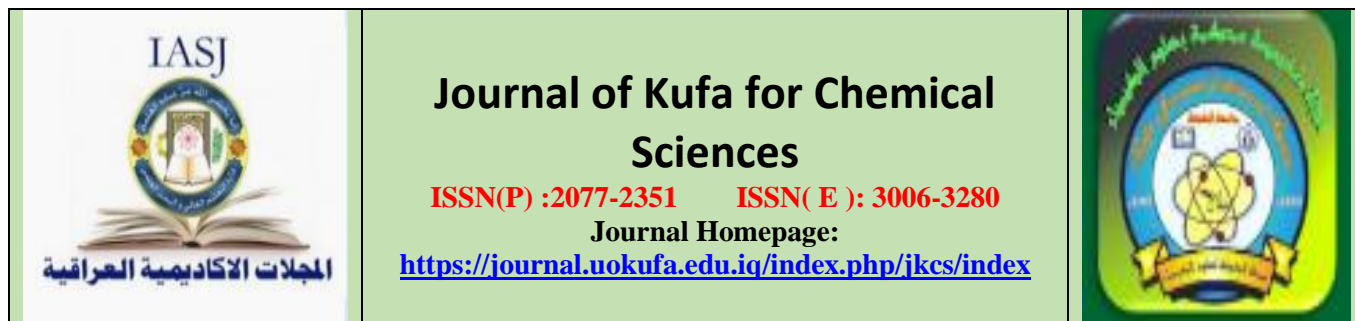 IASJ
المجلات الاكاديمية العراقية
Journal of Kufa for Chemical
Sciences
ISSN(P) :2077-2351 ISSN( E ): 3006-3280
Journal Homepage:
https://journal.uokufa.edu.iq/index.php/jkcs/index